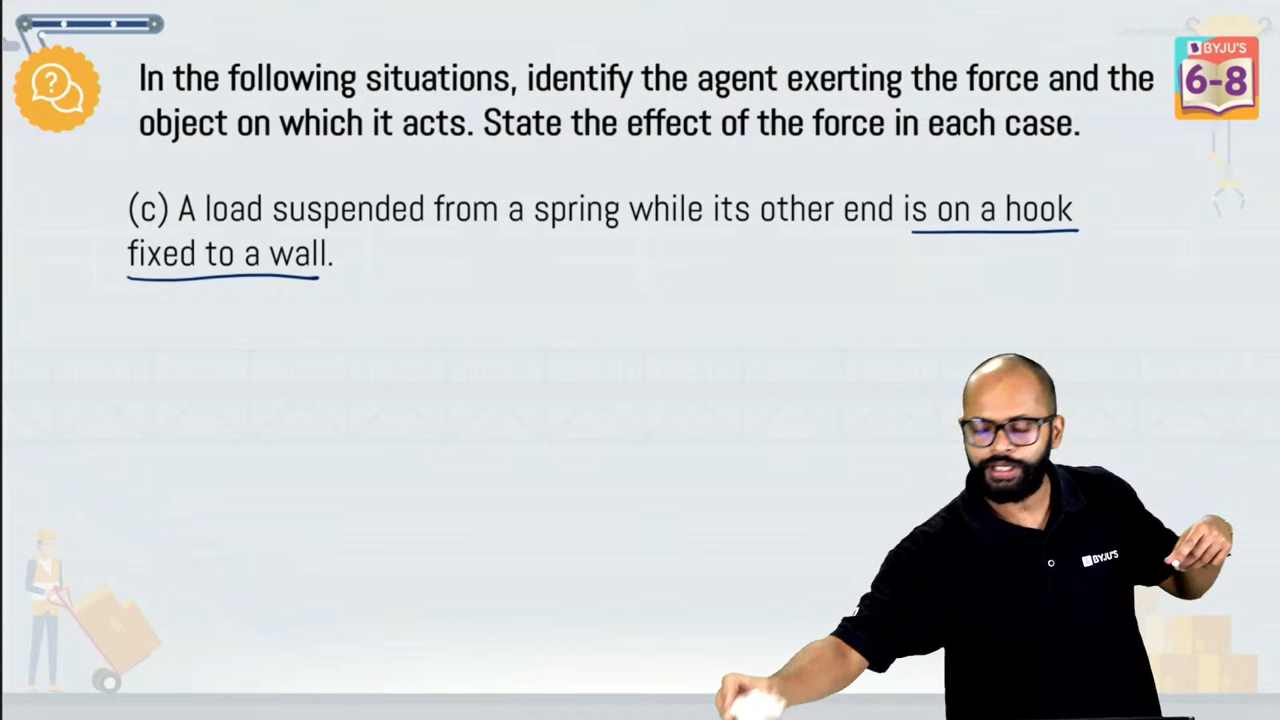 BYJU'S
6-8
In the following situations, identify the agent exerting the force and the
object on which it acts. State the effect of the force in each case.
(c) A load suspended from a spring while its other end is on a hook
fixed to a wall.
BYJU'S